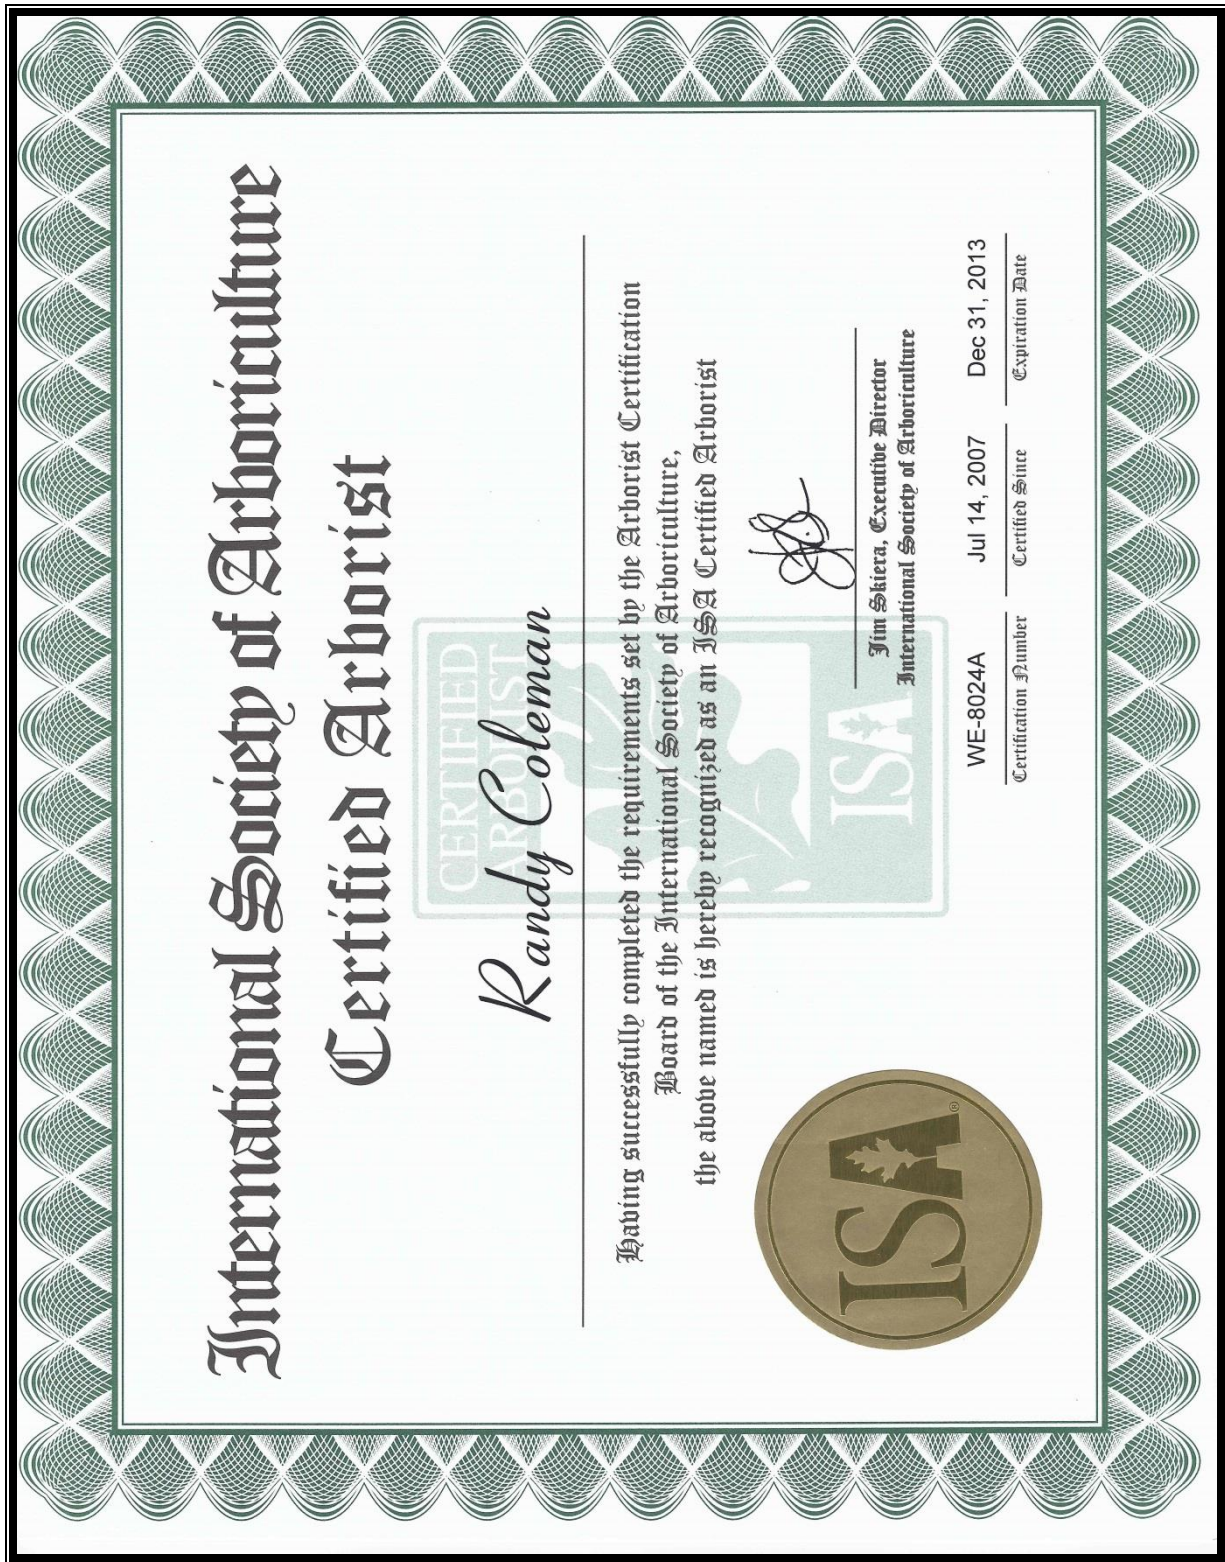 International Society of Arboriculture
Certified Arborist
CERTIFIED
ARBORIST
Randy Coleman
Having successfully completed the requirements set by the Arborist Certification
Board of the International Society of Arboriculture,
the above named is hereby recognized as an ISA Certified Arborist
ISA
Jim Skiera, Executive Director
International Society of Arboriculture
ISA®
WE-8024A Jul 14, 2007 Dec 31, 2013
Certification Number Certified Since Expiration Date